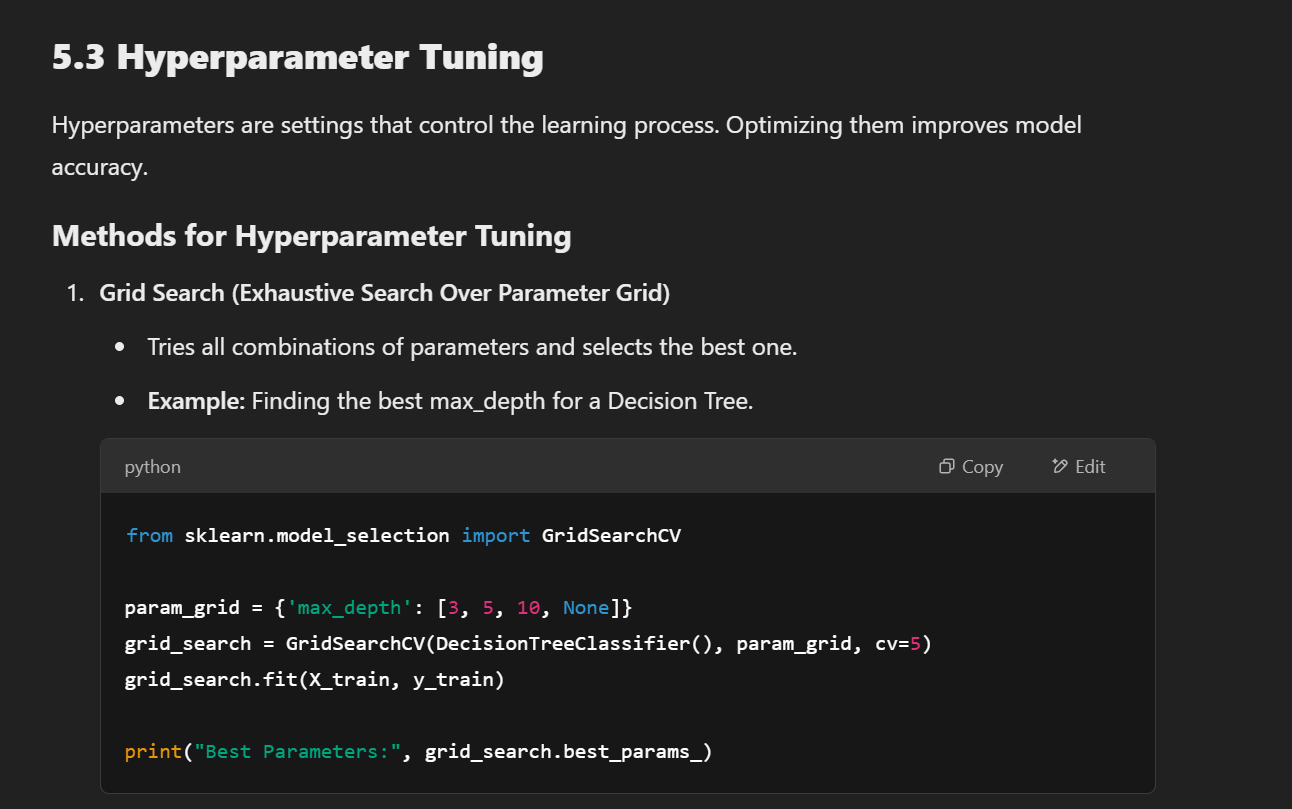 5.3 Hyperparameter Tuning
Hyperparameters are settings that control the learning process. Optimizing them improves model
accuracy.
Methods for Hyperparameter Tuning
1. Grid Search (Exhaustive Search Over Parameter Grid)
• Tries all combinations of parameters and selects the best one.
• Example: Finding the best max_depth for a Decision Tree.
python Copy Edit
from sklearn.model_selection import GridSearchCV
param_grid = {'max_depth': [3, 5, 10, None]}
grid_search = GridSearchCV(DecisionTreeClassifier(), param_grid, cv=5)
grid_search.fit(X_train, y_train)
print("Best Parameters:", grid_search.best_params_)